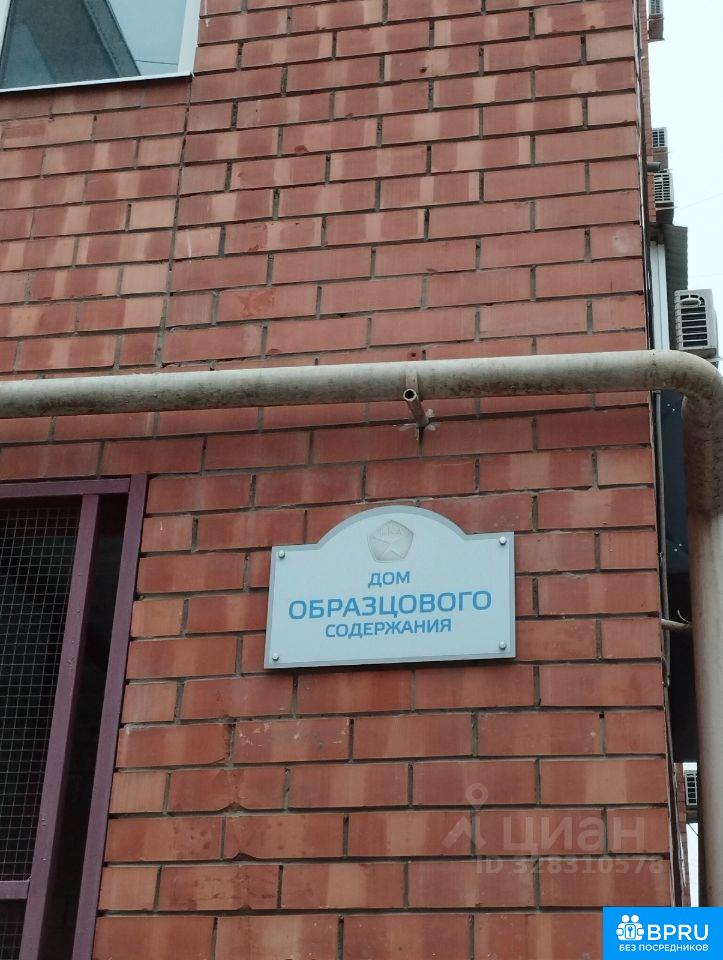 ДОМ
ОБРАЗЦОВОГО
СОДЕРЖАНИЯ
циан
ID 328310578
BPRU
БЕЗ ПОСРЕДНИКОВ